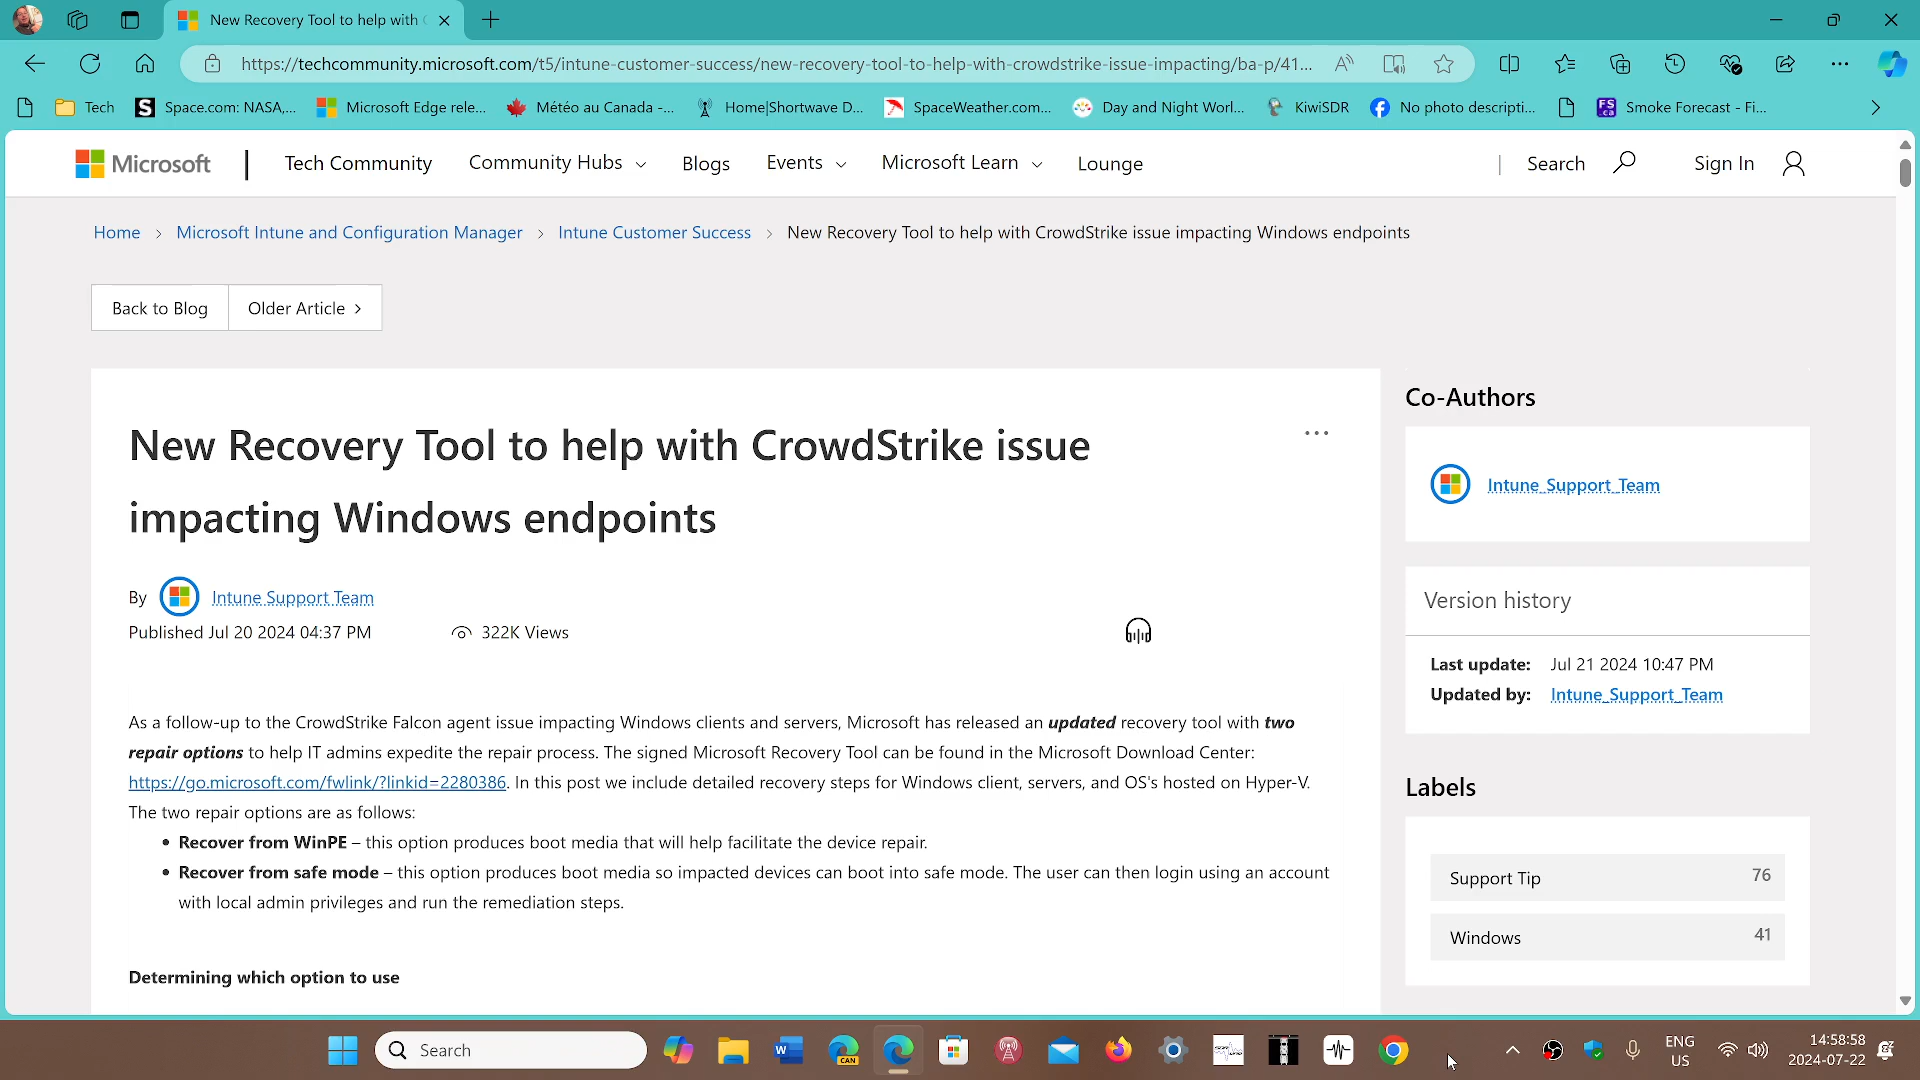 New Recovery Tool to help with
https://techcommunity.microsoft.com/t5/intune-customer-success/new-recovery-tool-to-help-with-crowdstrike-issue-impacting/ba-p/41...
Tech
Space.com: NASA,...
Microsoft Edge rele...
Météo au Canada -...
Home|Shortwave D...
SpaceWeather.com...
Day and Night Worl...
KiwiSDR
No photo descripti...
FS.ca
Smoke Forecast - Fi...
Microsoft
Tech Community
Community Hubs
Blogs
Events
Microsoft Learn
Lounge
Search
Sign In
Home > Microsoft Intune and Configuration Manager > Intune Customer Success > New Recovery Tool to help with CrowdStrike issue impacting Windows endpoints
Back to Blog
Older Article >
New Recovery Tool to help with CrowdStrike issue
impacting Windows endpoints
By Intune Support Team
Published Jul 20 2024 04:37 PM
322K Views
As a follow-up to the CrowdStrike Falcon agent issue impacting Windows clients and servers, Microsoft has released an updated recovery tool with two
repair options to help IT admins expedite the repair process. The signed Microsoft Recovery Tool can be found in the Microsoft Download Center:
https://go.microsoft.com/fwlink/?linkid=2280386. In this post we include detailed recovery steps for Windows client, servers, and OS's hosted on Hyper-V.
The two repair options are as follows:
• Recover from WinPE – this option produces boot media that will help facilitate the device repair.
• Recover from safe mode – this option produces boot media so impacted devices can boot into safe mode. The user can then login using an account
with local admin privileges and run the remediation steps.
Determining which option to use
Co-Authors
Intune_Support_Team
Version history
Last update: Jul 21 2024 10:47 PM
Updated by: Intune_Support_Team
Labels
Support Tip 76
Windows 41
Search
W
CAN
ENG
US
14:58:58
2024-07-22